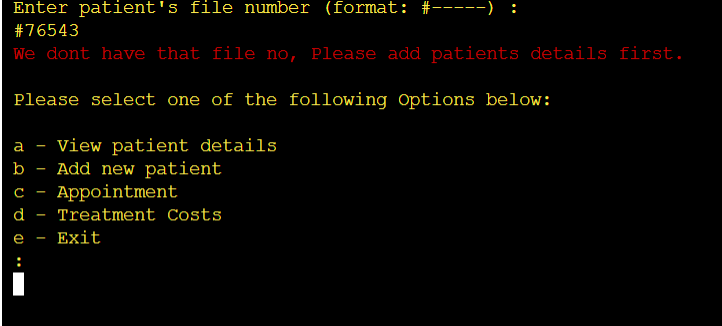 Enter patient's file number (format: #-----) :
#76543
We dont have that file no, Please add patients details first.
Please select one of the following Options below:
a - View patient details
b - Add new patient
c - Appointment
d - Treatment Costs
e - Exit
: